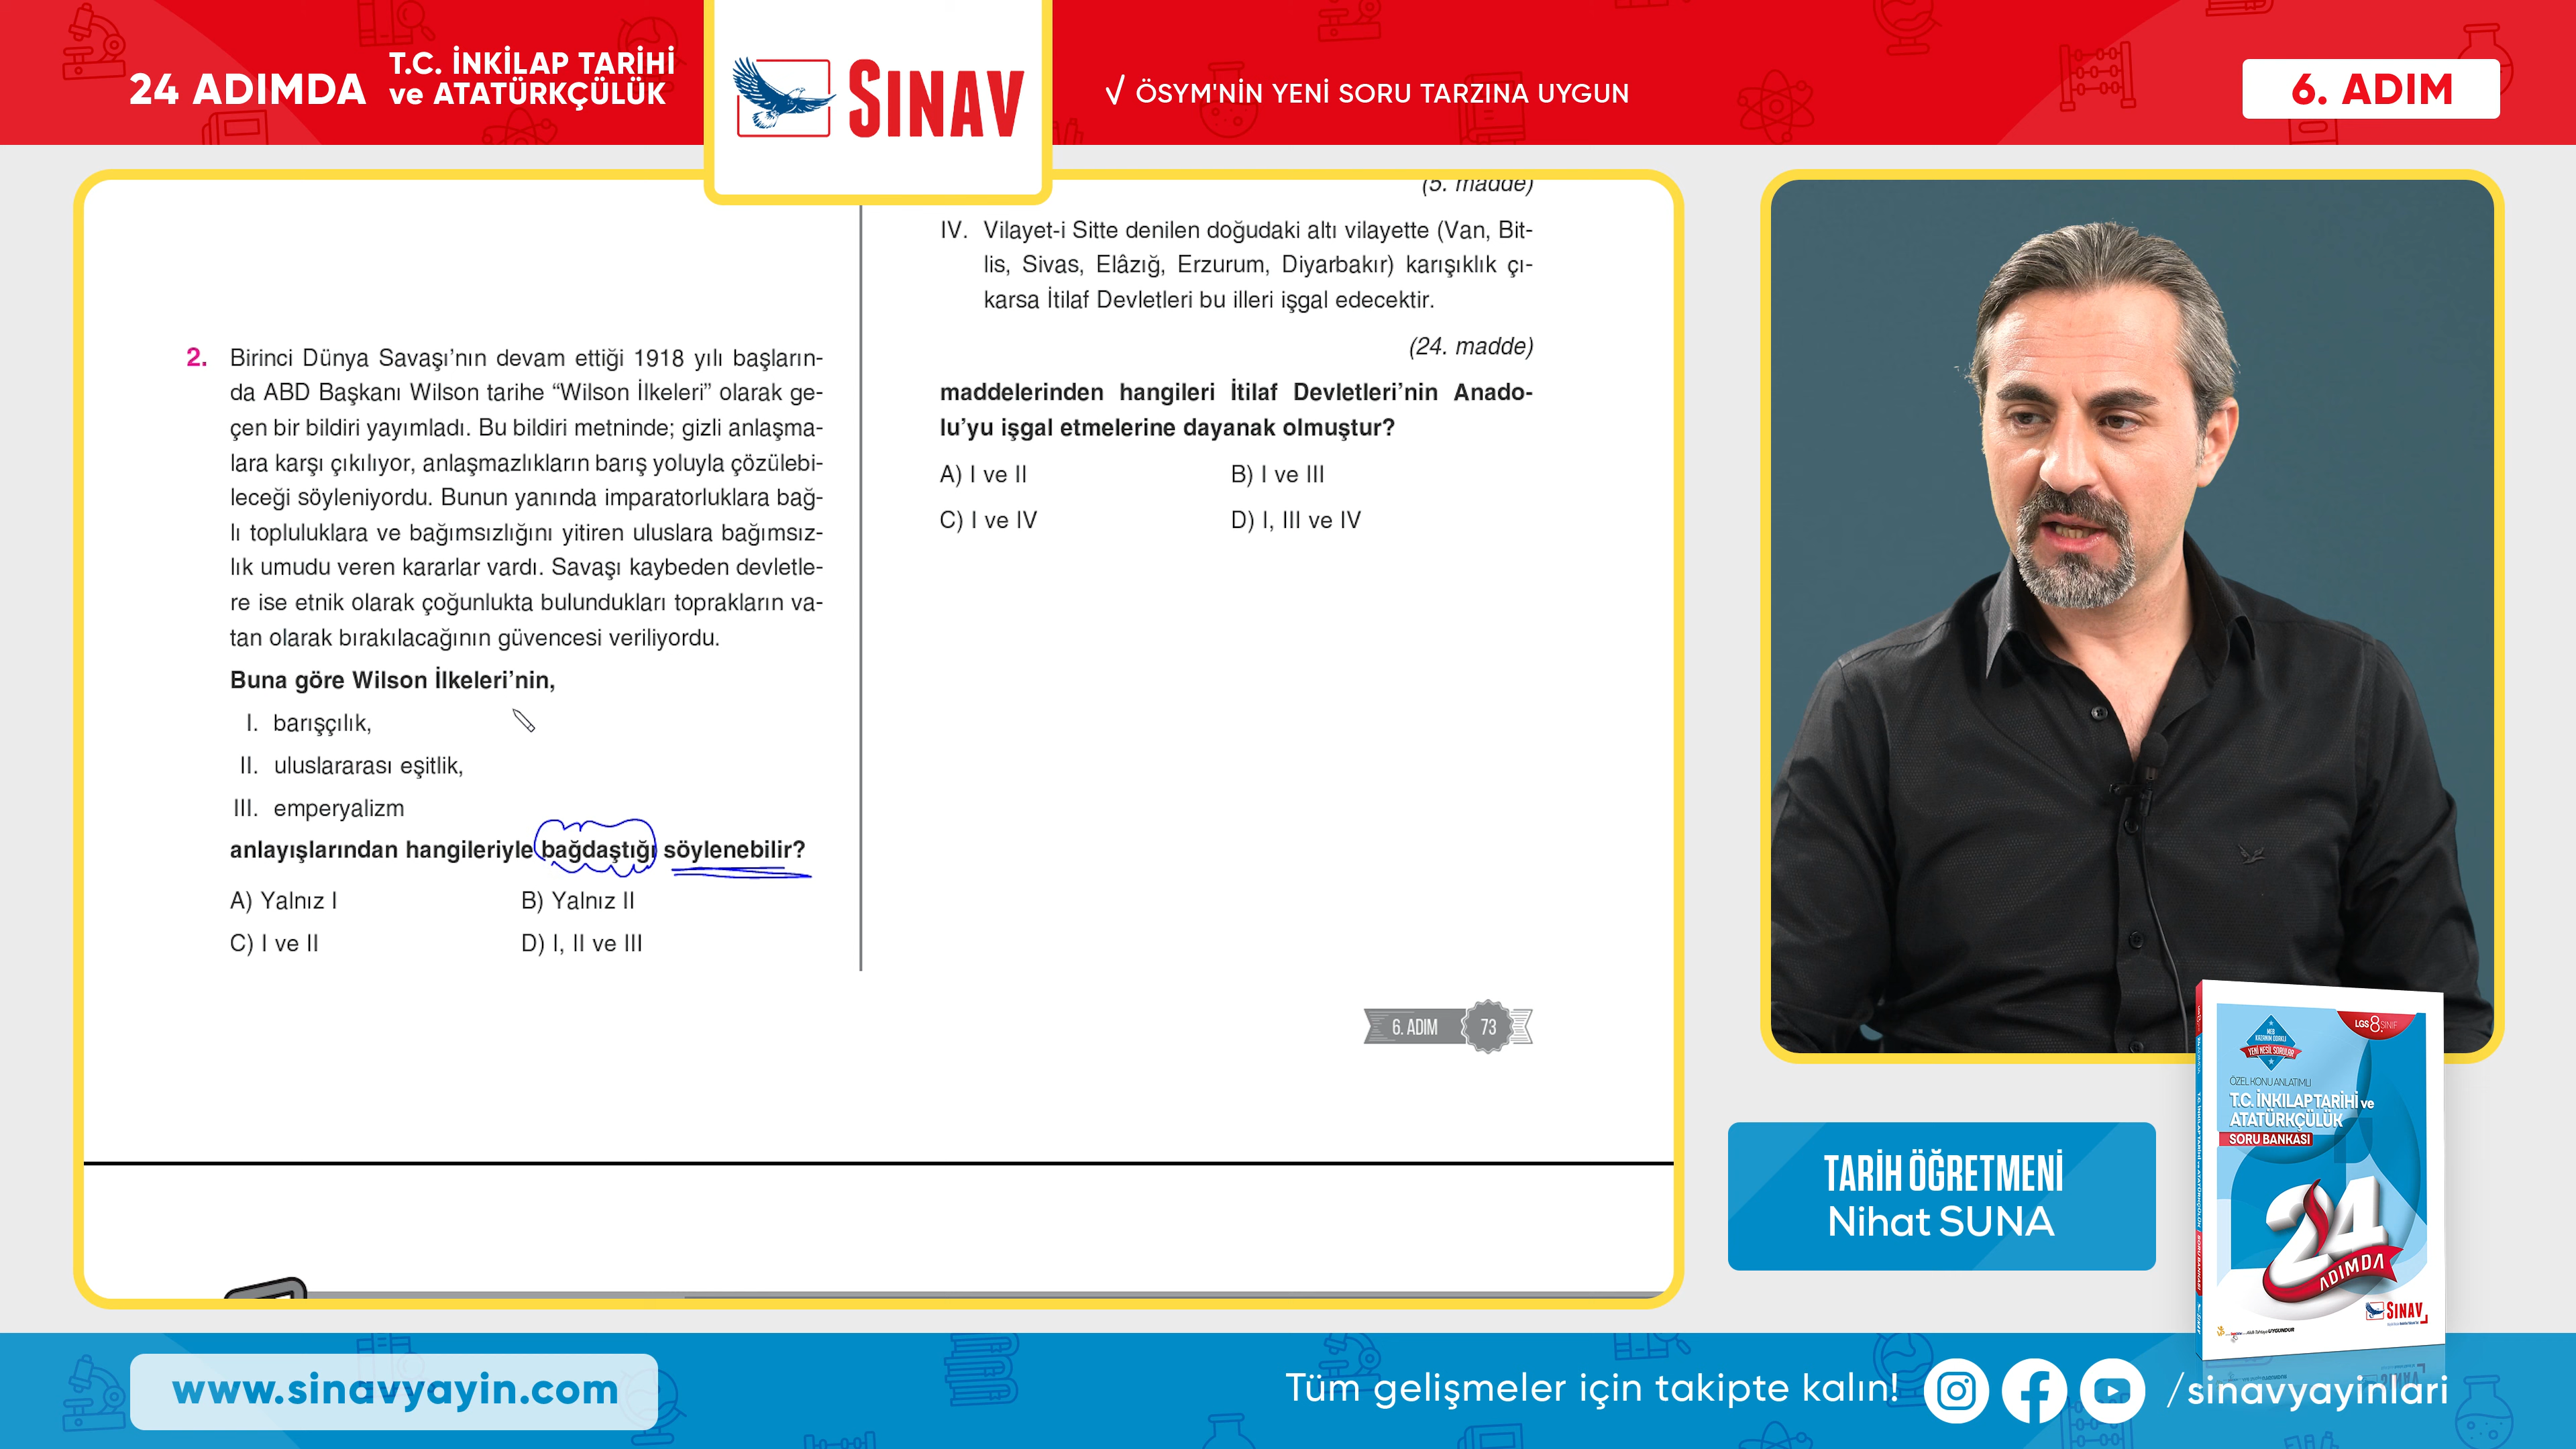 24 ADIMDA
T.C. İNKİLAP TARİHİ
ve ATATÜRKÇÜLÜK
SINAV
√ ÖSYM'NİN YENİ SORU TARZINA UYGUN
6. ADIM
2. Birinci Dünya Savaşı’nın devam ettiği 1918 yılı başların-
da ABD Başkanı Wilson tarihe “Wilson İlkeleri” olarak ge-
çen bir bildiri yayımladı. Bu bildiri metninde; gizli anlaşma-
lara karşı çıkılıyor, anlaşmazlıkların barış yoluyla çözülebi-
leceği söyleniyordu. Bunun yanında imparatorluklara bağ-
lı topluluklara ve bağımsızlığını yitiren uluslara bağımsız-
lık umudu veren kararlar vardı. Savaşı kaybeden devletle-
re ise etnik olarak çoğunlukta bulundukları toprakların va-
tan olarak bırakılacağının güvencesi veriliyordu.
Buna göre Wilson İlkeleri’nin,
I. barışçılık,
II. uluslararası eşitlik,
III. emperyalizm
anlayışlarından hangileriyle bağdaştığı söylenebilir?
A) Yalnız I
B) Yalnız II
C) I ve II
D) I, II ve III
(5. madde)
IV. Vilayet-i Sitte denilen doğudaki altı vilayette (Van, Bit-
lis, Sivas, Elâzığ, Erzurum, Diyarbakır) karışıklık çı-
karsa İtilaf Devletleri bu illeri işgal edecektir.
(24. madde)
maddelerinden hangileri İtilaf Devletleri’nin Anado-
lu’yu işgal etmelerine dayanak olmuştur?
A) I ve II
B) I ve III
C) I ve IV
D) I, III ve IV
6. ADIM 73
TARİH ÖĞRETMENİ
Nihat SUNA
LGS 8. SINIF
YENİ NESİL SORULAR
ÖZEL KONU ANLATIMLI
T.C. İNKILAP TARİHİ ve
ATATÜRKÇÜLÜK
SORU BANKASI
24
ADIMDA
SINAV
www.sinavyayin.com
Tüm gelişmeler için takipte kalın!
/sinavyayinlari